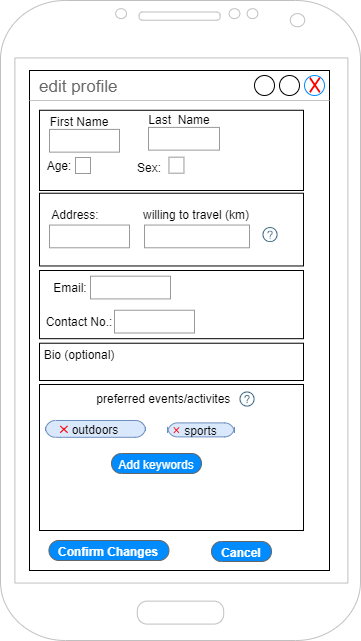 edit profile X
First Name Last Name
Age: Sex:
Address: willing to travel (km)
?
Email:
Contact No.:
Bio (optional)
preferred events/activites ?
× outdoors × sports
Add keywords
Confirm Changes Cancel